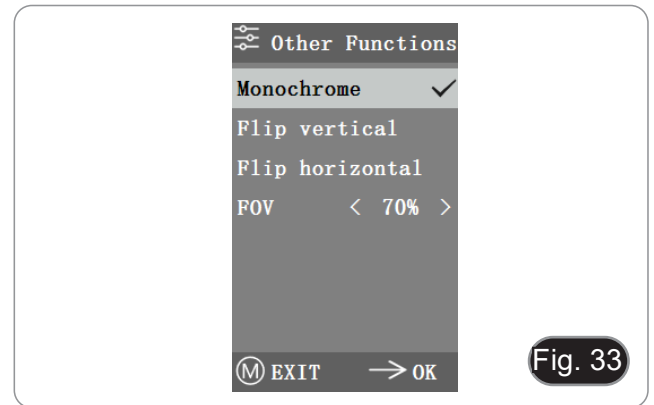 Other Functions
Monochrome
Flip vertical
Flip horizontal
FOV < 70% >
M EXIT → OK
Fig. 33